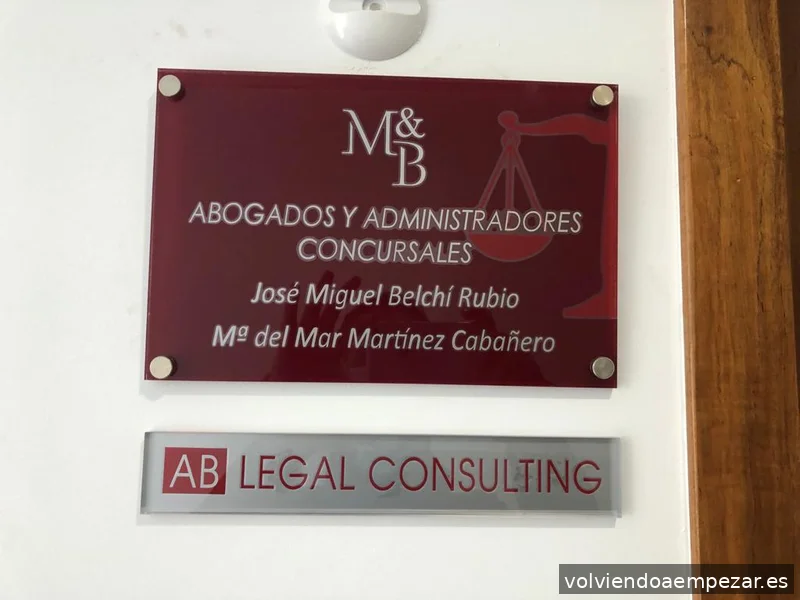 M&B
ABOGADOS Y ADMINISTRADORES
CONCURSALES
José Miguel Belchí Rubio
Mª del Mar Martínez Cabañero
AB LEGAL CONSULTING
volviendoaempezar.es